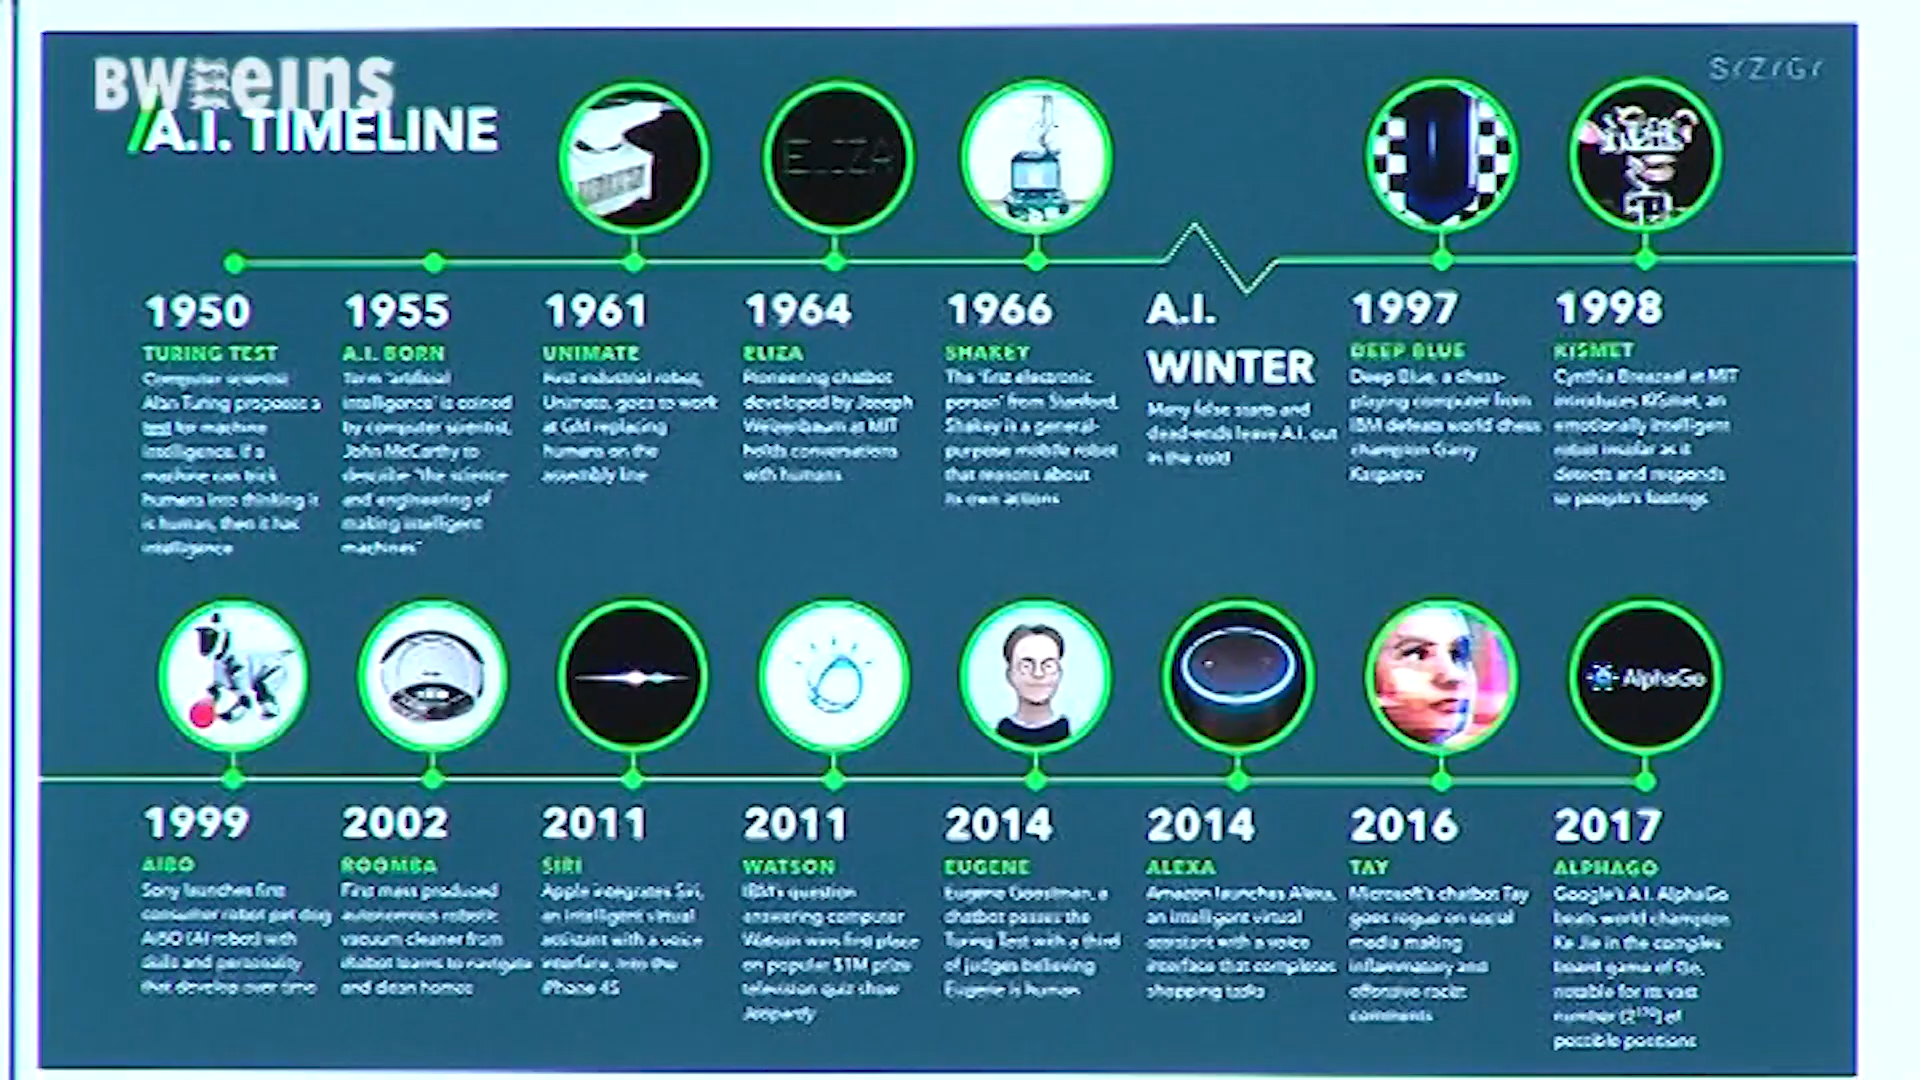 BW eins
A.I. TIMELINE
S/Z/G/
ELIZA
1950
TURING TEST
Computer scientist
Alan Turing proposes a
test for machine
intelligence. If a
machine can trick
humans into thinking it
is human, then it has
intelligence
1955
A.I. BORN
Term 'artificial
intelligence' is coined
by computer scientist,
John McCarthy to
describe "the science
and engineering of
making intelligent
machines"
1961
UNIMATE
First industrial robot,
Unimate, goes to work
at GM replacing
humans on the
assembly line
1964
ELIZA
Pioneering chatbot
developed by Joseph
Weizenbaum at MIT
holds conversations
with humans
1966
SHAKEY
The 'first electronic
person' from Stanford,
Shakey is a general-
purpose mobile robot
that reasons about
its own actions
A.I.
WINTER
Many false starts and
dead-ends leave A.I. out
in the cold
1997
DEEP BLUE
Deep Blue, a chess-
playing computer from
IBM defeats world chess
champion Garry
Kasparov
1998
KISMET
Cynthia Breazeal at MIT
introduces KISmet, an
emotionally intelligent
robot insofar as it
detects and responds
to people's feelings
AlphaGo
1999
AIBO
Sony launches first
consumer robot pet dog
AIBO (AI robot) with
skills and personality
that develop over time
2002
ROOMBA
First mass produced
autonomous robotic
vacuum cleaner from
iRobot learns to navigate
and clean homes
2011
SIRI
Apple integrates Siri,
an intelligent virtual
assistant with a voice
interface, into the
iPhone 4S
2011
WATSON
IBM's question
answering computer
Watson wins first place
on popular $1M prize
television quiz show
Jeopardy
2014
EUGENE
Eugene Goostman, a
chatbot passes the
Turing Test with a third
of judges believing
Eugene is human
2014
ALEXA
Amazon launches Alexa,
an intelligent virtual
assistant with a voice
interface that completes
shopping tasks
2016
TAY
Microsoft's chatbot Tay
goes rogue on social
media making
inflammatory and
offensive racist
comments
2017
ALPHAGO
Google's A.I. AlphaGo
beats world champion
Ke Jie in the complex
board game of Go,
notable for its vast
number (2¹⁷⁰) of
possible positions